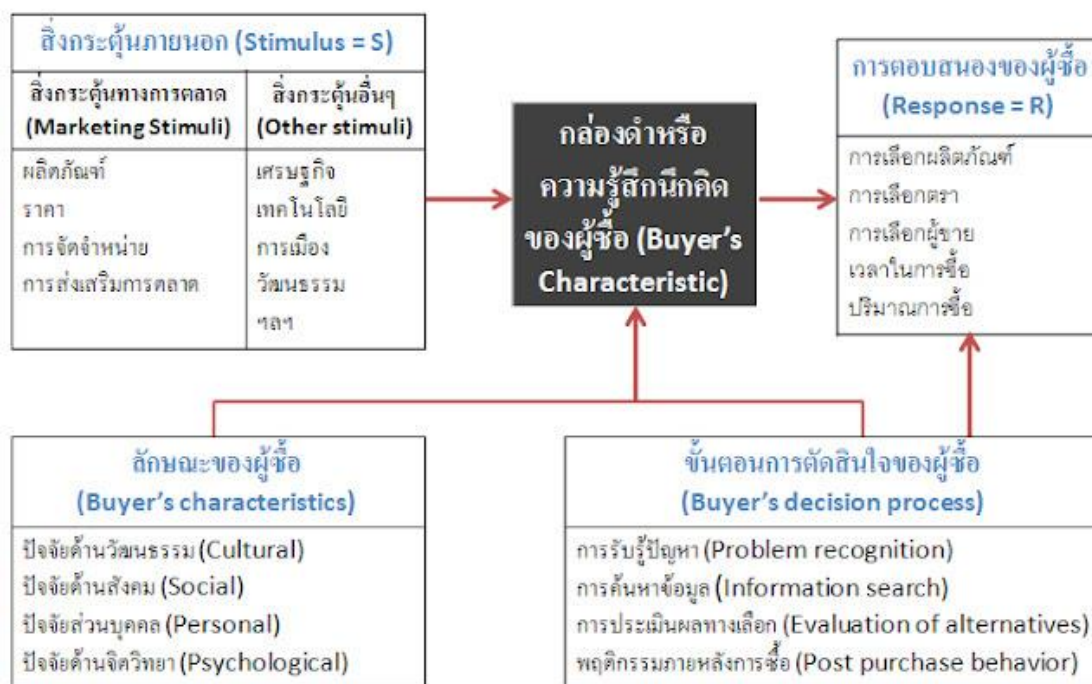 สิ่งกระตุ้นภายนอก (Stimulus = S)
สิ่งกระตุ้นทางการตลาด
(Marketing Stimuli)
ผลิตภัณฑ์
ราคา
การจัดจำหน่าย
การส่งเสริมการตลาด
สิ่งกระตุ้นอื่นๆ
(Other stimuli)
เศรษฐกิจ
เทคโนโลยี
การเมือง
วัฒนธรรม
ฯลฯ
กล่องดำหรือ
ความรู้สึกนึกคิด
ของผู้ซื้อ (Buyer’s
Characteristic)
การตอบสนองของผู้ซื้อ
(Response = R)
การเลือกผลิตภัณฑ์
การเลือกตรา
การเลือกผู้ขาย
เวลาในการซื้อ
ปริมาณการซื้อ
ลักษณะของผู้ซื้อ
(Buyer’s characteristics)
ปัจจัยด้านวัฒนธรรม (Cultural)
ปัจจัยด้านสังคม (Social)
ปัจจัยส่วนบุคคล (Personal)
ปัจจัยด้านจิตวิทยา (Psychological)
ขั้นตอนการตัดสินใจของผู้ซื้อ
(Buyer’s decision process)
การรับรู้ปัญหา (Problem recognition)
การค้นหาข้อมูล (Information search)
การประเมินผลทางเลือก (Evaluation of alternatives)
พฤติกรรมภายหลังการซื้อ (Post purchase behavior)